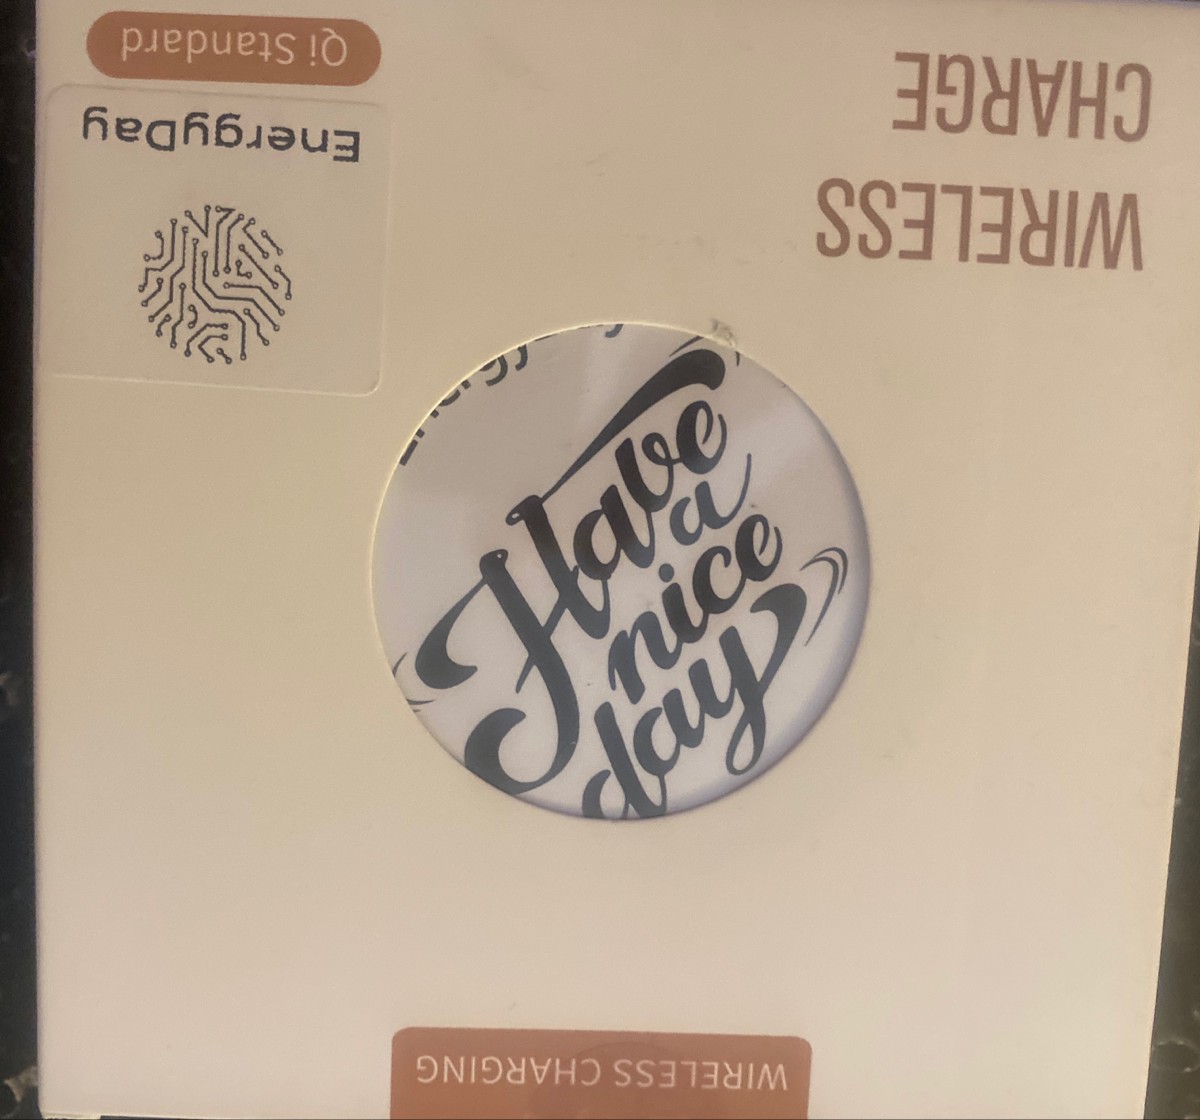 WIRELESS CHARGING
WIRELESS
CHARGE
EnergyDay
Qi Standard
Have
a
nice
day